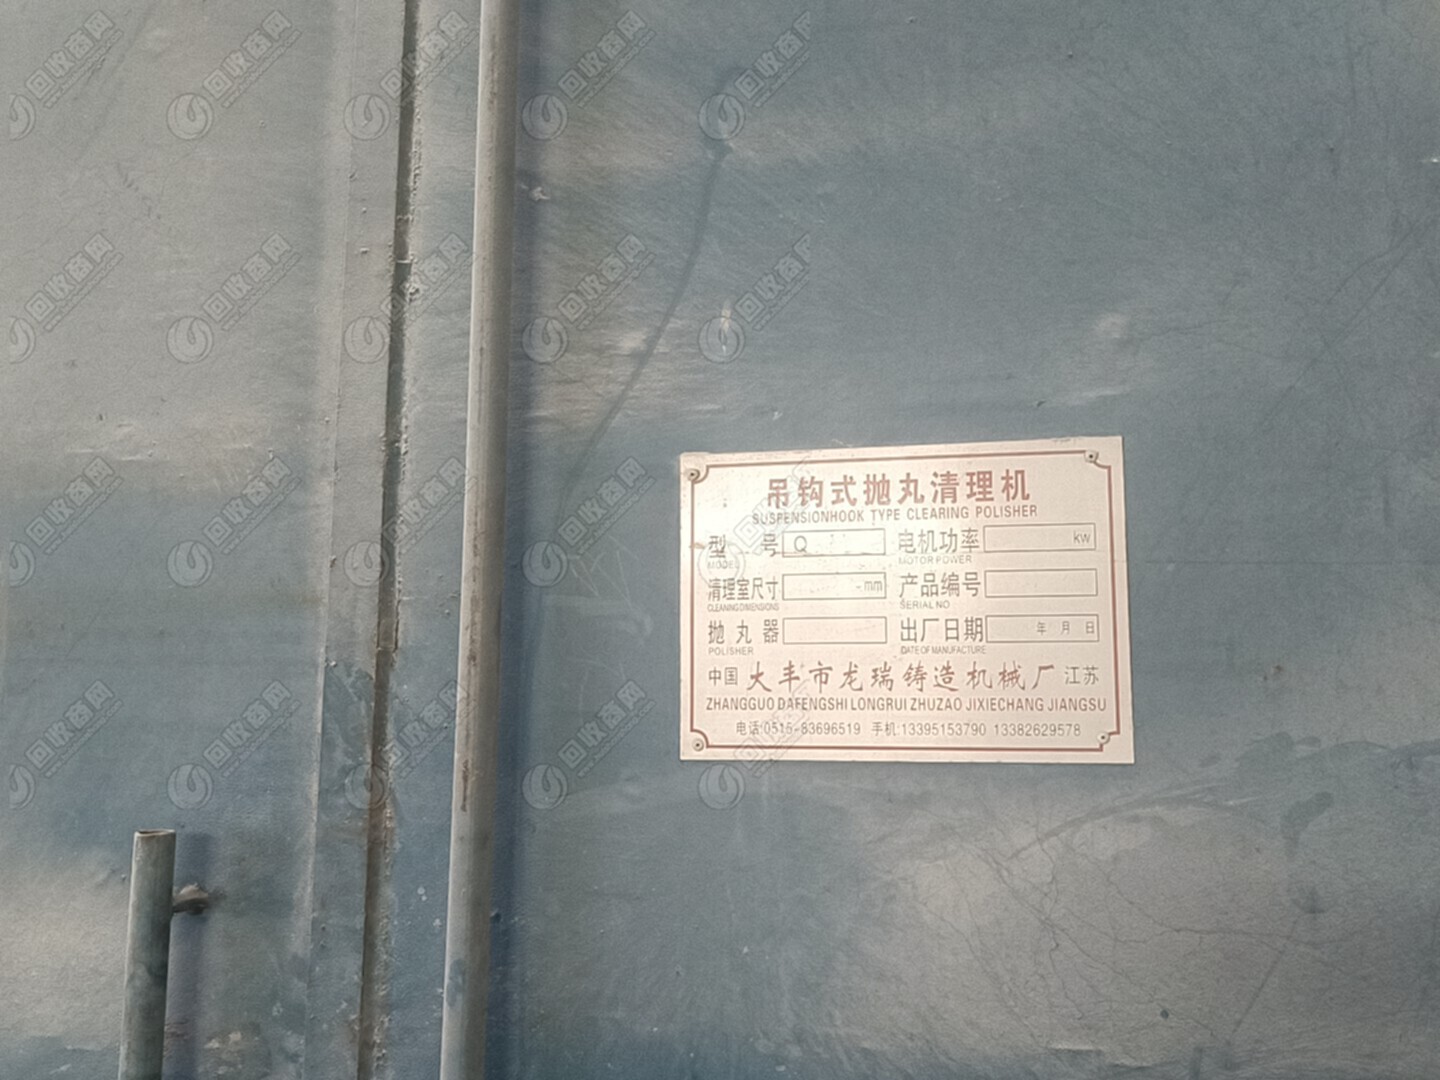 吊钩式抛丸清理机
SUSPENSIONHOOK TYPE CLEARING POLISHER
型 号 Q 电机功率 kw
MODEL MOTOR POWER
清理室尺寸 -mm 产品编号
CLEANING DIMENSIONS SERIAL NO
抛丸器 出厂日期 年 月 日
POLISHER DATE OF MANUFACTURE
中国 大丰市龙瑞铸造机械厂 江苏
ZHANGGUO DAFENGSHI LONGRUI ZHUZAO JIXIECHANG JIANGSU
电话:0515-83696519 手机:13395153790 13382629578
回收商网